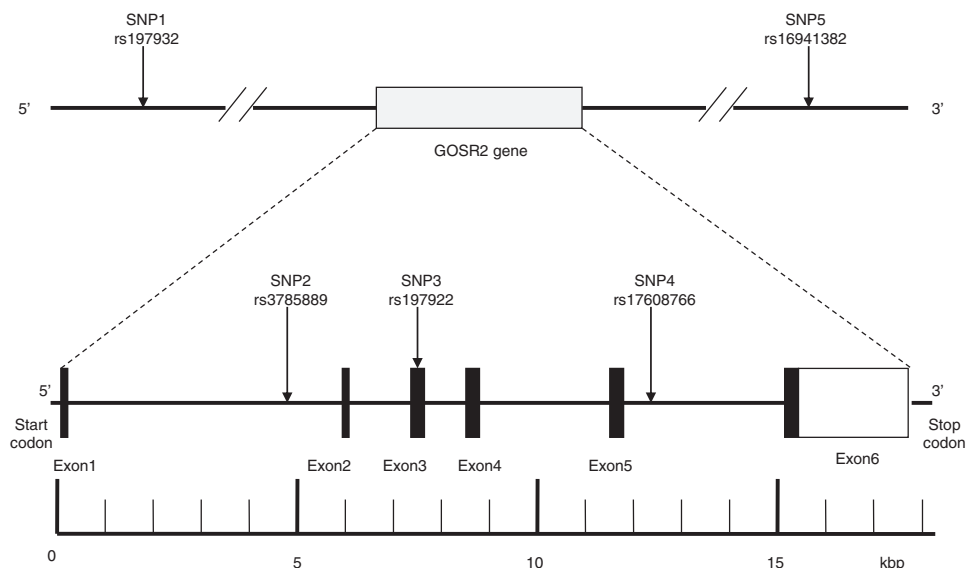 SNP1
rs197932
SNP5
rs16941382
5’
3’
GOSR2 gene
SNP2
rs3785889
SNP3
rs197922
SNP4
rs17608766
5’
3’
Start
codon
Stop
codon
Exon1
Exon2
Exon3
Exon4
Exon5
Exon6
0
5
10
15
kbp